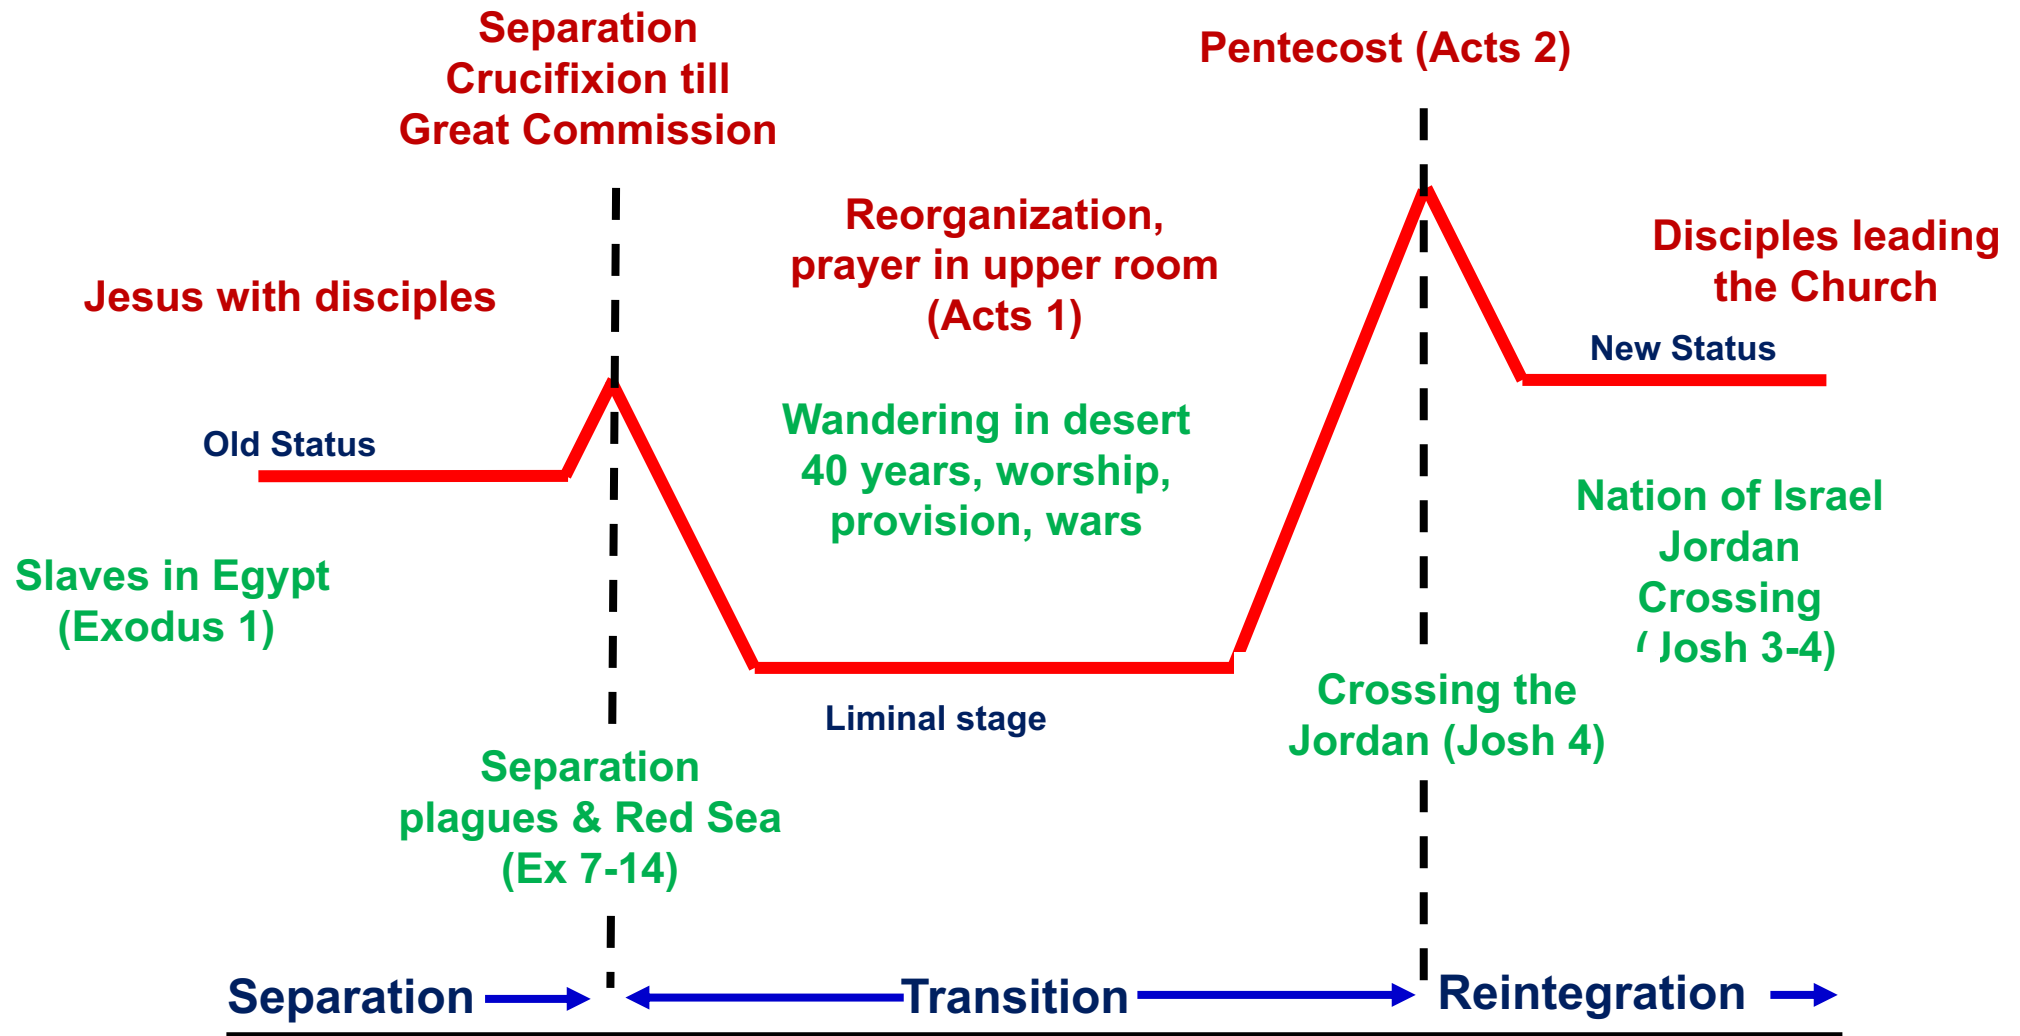 Separation
Crucifixion till
Great Commission
Pentecost (Acts 2)
Jesus with disciples
Reorganization,
prayer in upper room
(Acts 1)
Disciples leading
the Church
New Status
Old Status
Wandering in desert
40 years, worship,
provision, wars
Slaves in Egypt
(Exodus 1)
Nation of Israel
Jordan
Crossing
( Josh 3-4)
Liminal stage
Crossing the
Jordan (Josh 4)
Separation
plagues & Red Sea
(Ex 7-14)
Separation
Transition
Reintegration